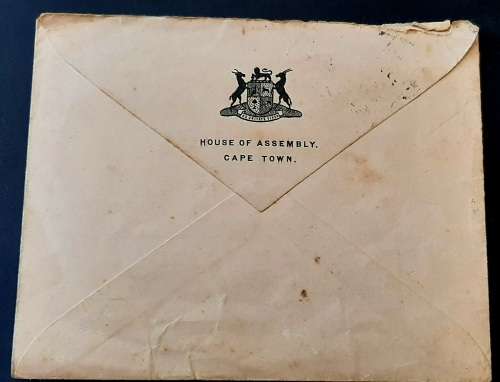 HOUSE OF ASSEMBLY.
CAPE TOWN.